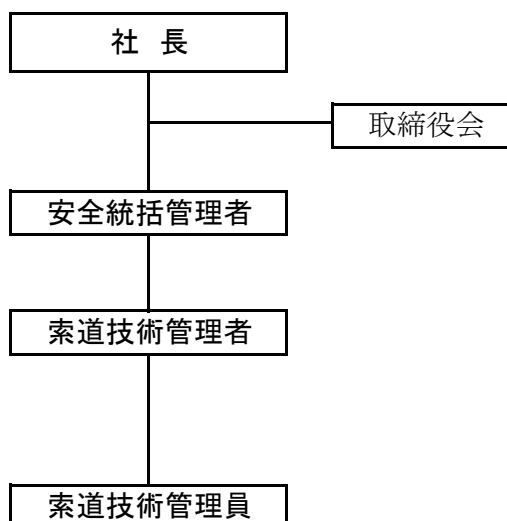 社 長
取締役会
安全統括管理者
索道技術管理者
索道技術管理員